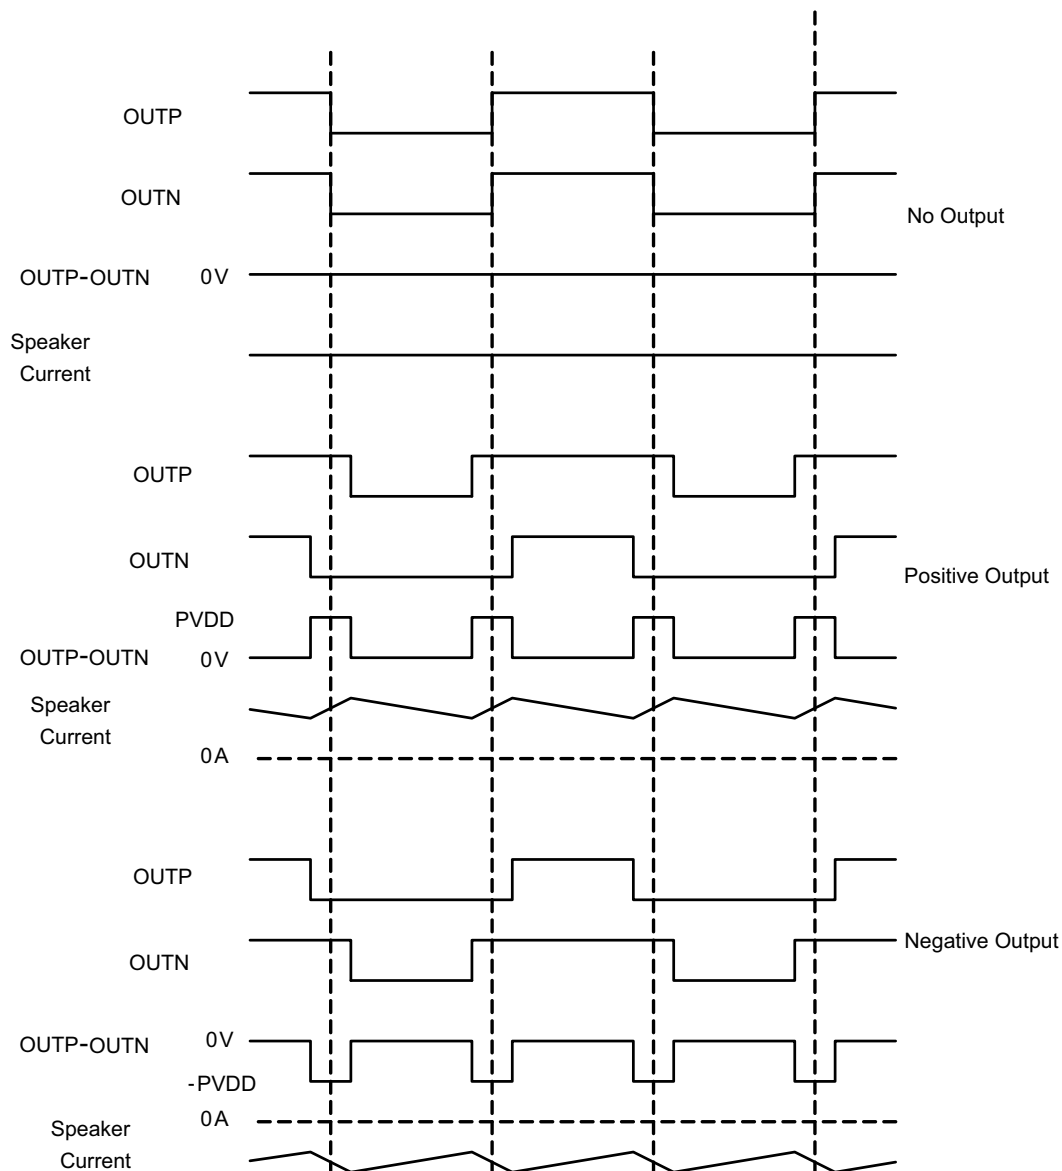 OUTP
OUTN
No Output
OUTP-OUTN 0V
Speaker
Current
OUTP
OUTN
Positive Output
PVDD
OUTP-OUTN 0V
Speaker
Current
0A
OUTP
OUTN
Negative Output
OUTP-OUTN 0V
-PVDD
0A
Speaker
Current